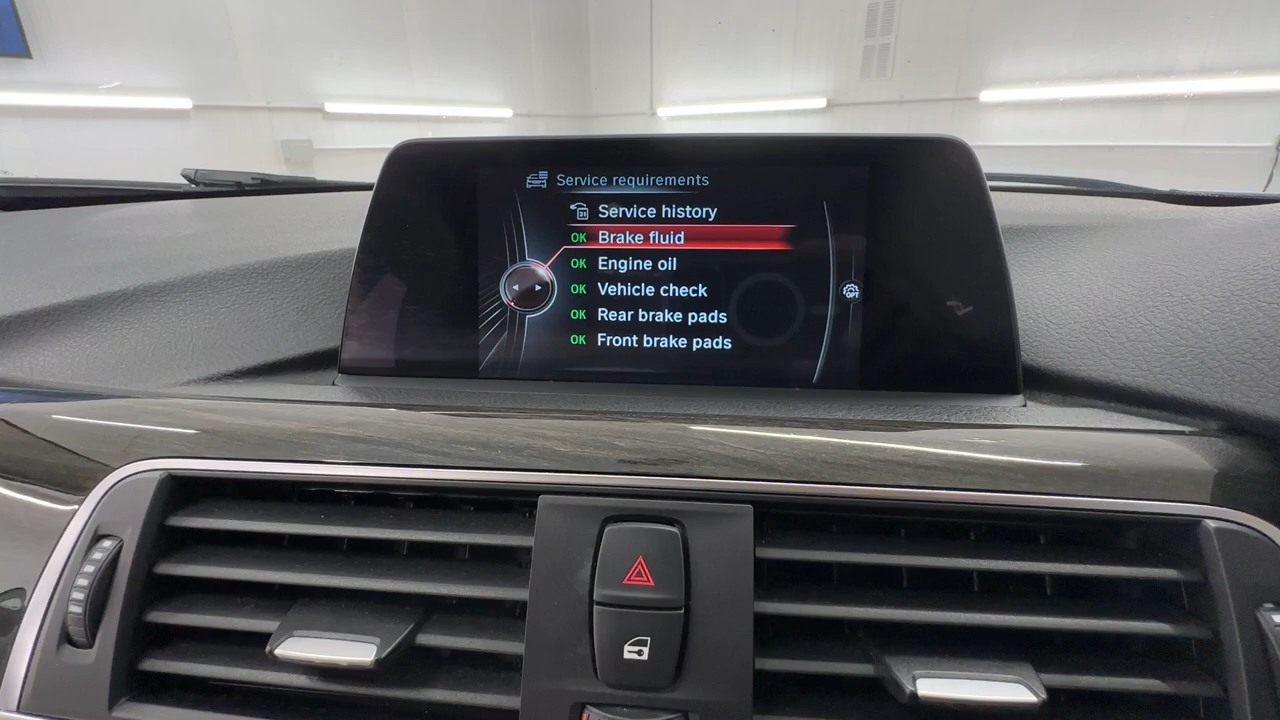 Service requirements
31 Service history
OK Brake fluid
OK Engine oil
OK Vehicle check
OK Rear brake pads
OK Front brake pads
OPT